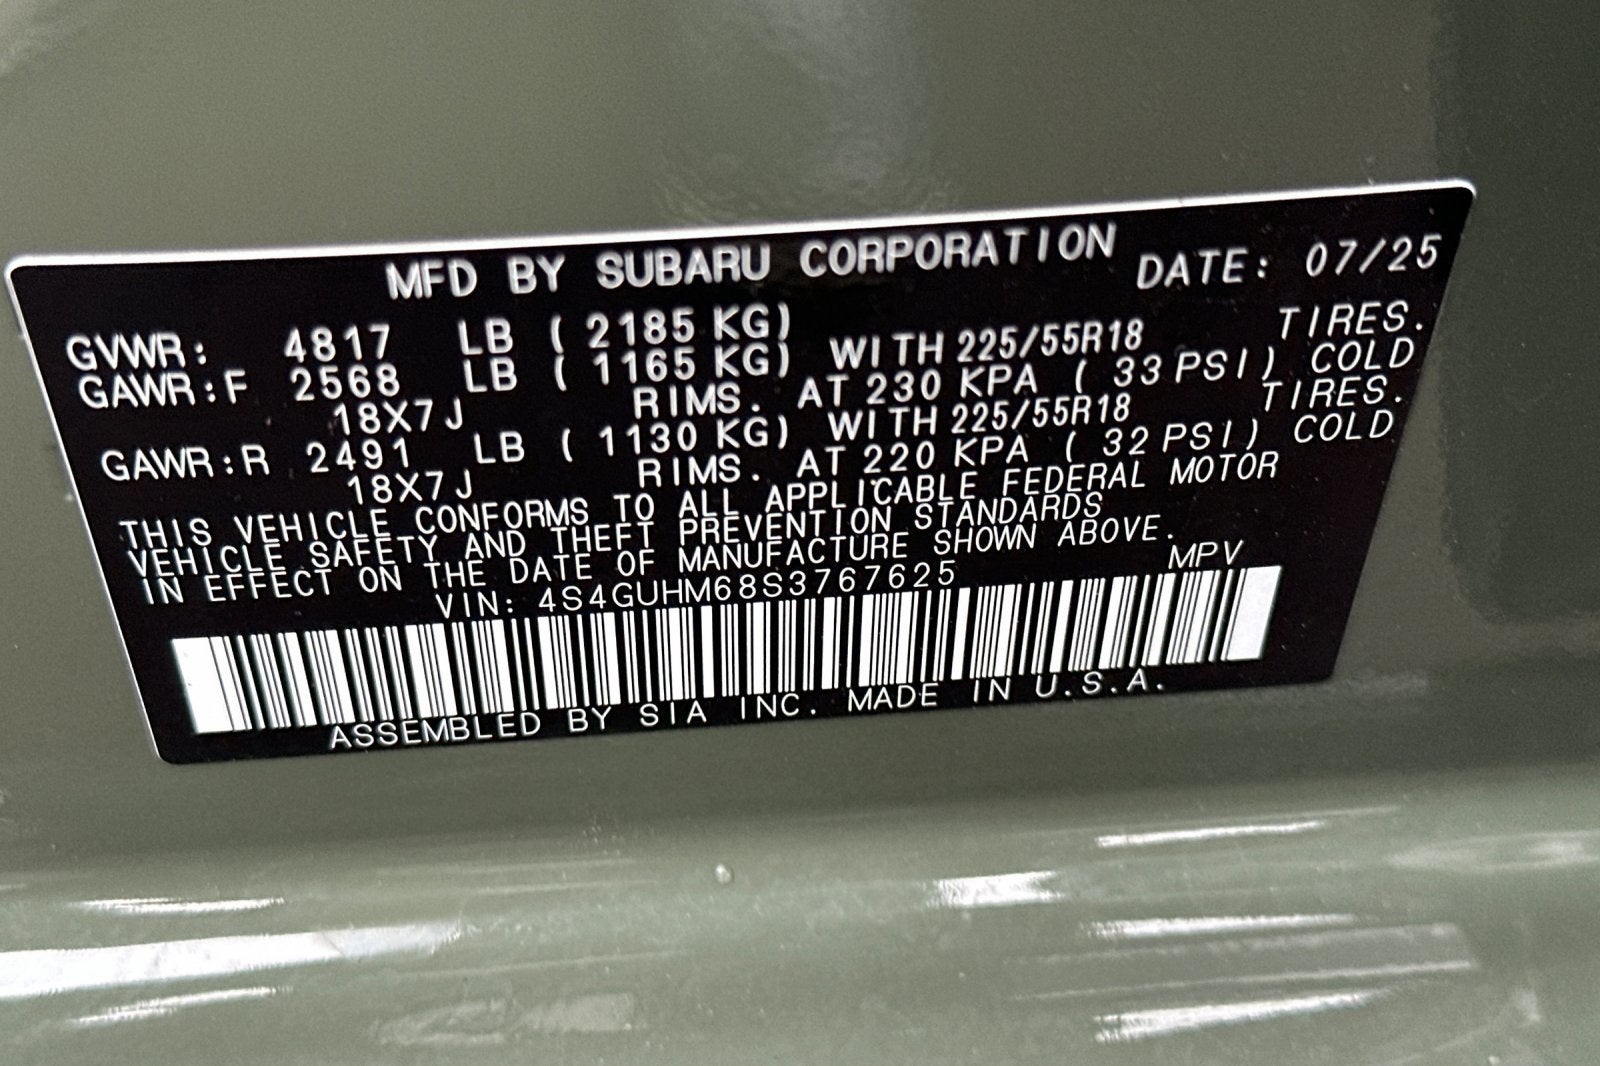 MFD BY SUBARU CORPORATION DATE: 07/25
GVWR: 4817 LB ( 2185 KG)
GAWR:F 2568 LB ( 1165 KG) WITH 225/55R18 TIRES.
18X7J RIMS. AT 230 KPA ( 33 PSI) COLD
GAWR:R 2491 LB ( 1130 KG) WITH 225/55R18 TIRES.
18X7J RIMS. AT 220 KPA ( 32 PSI) COLD
THIS VEHICLE CONFORMS TO ALL APPLICABLE FEDERAL MOTOR
VEHICLE SAFETY AND THEFT PREVENTION STANDARDS
IN EFFECT ON THE DATE OF MANUFACTURE SHOWN ABOVE.
VIN: 4S4GUHM68S3767625 MPV
ASSEMBLED BY SIA INC. MADE IN U.S.A.